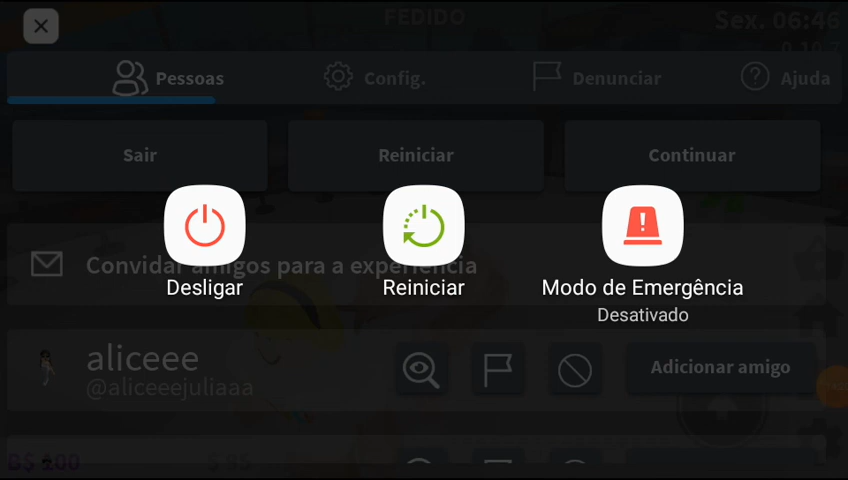 FEDIDO
Sex. 06:46
Pessoas
Config.
Denunciar
Ajuda
Sair
Reiniciar
Continuar
Convidar amigos para a experiência
Desligar
Reiniciar
Modo de Emergência
Desativado
aliceee
@aliceeejuliaaa
Adicionar amigo